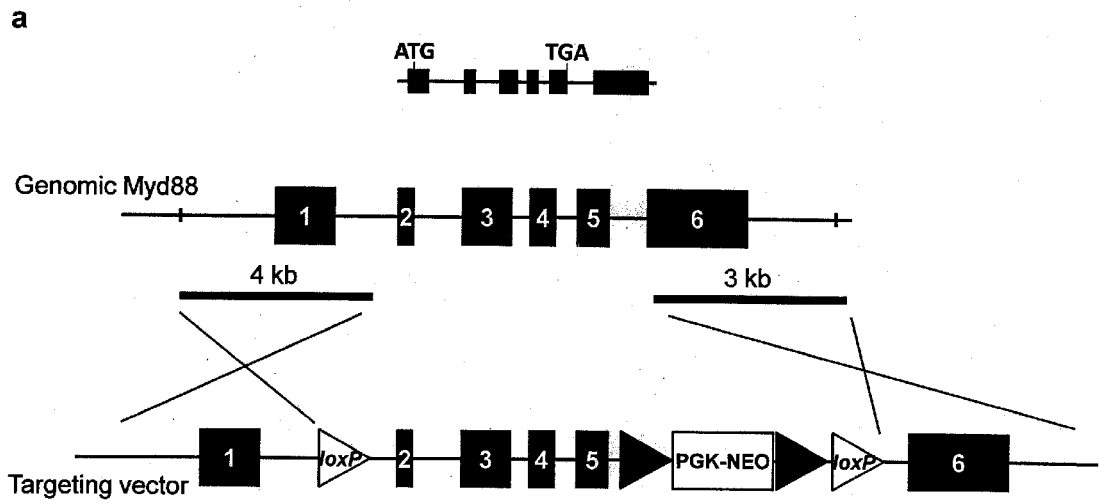 a
ATG TGA
Genomic Myd88
1 2 3 4 5 6
4 kb 3 kb
1 loxP 2 3 4 5 PGK-NEO loxP 6
Targeting vector